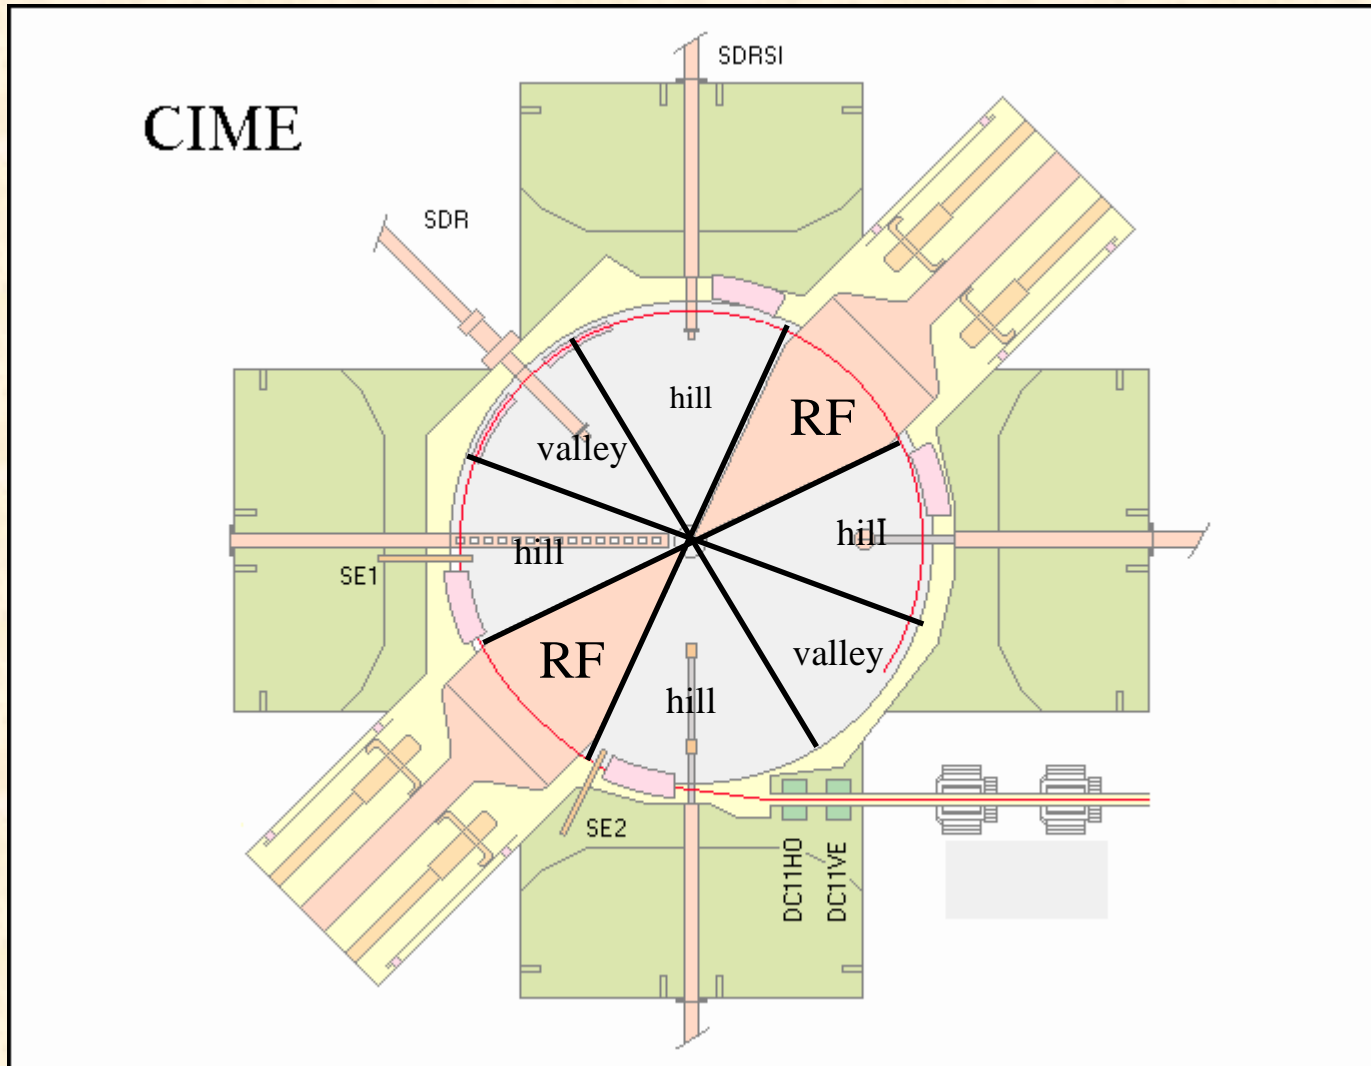 SDRSI
CIME
SDR
hill
RF
valley
hill
hill
SE1
RF
valley
hill
SE2
DC11HO
DC11VE